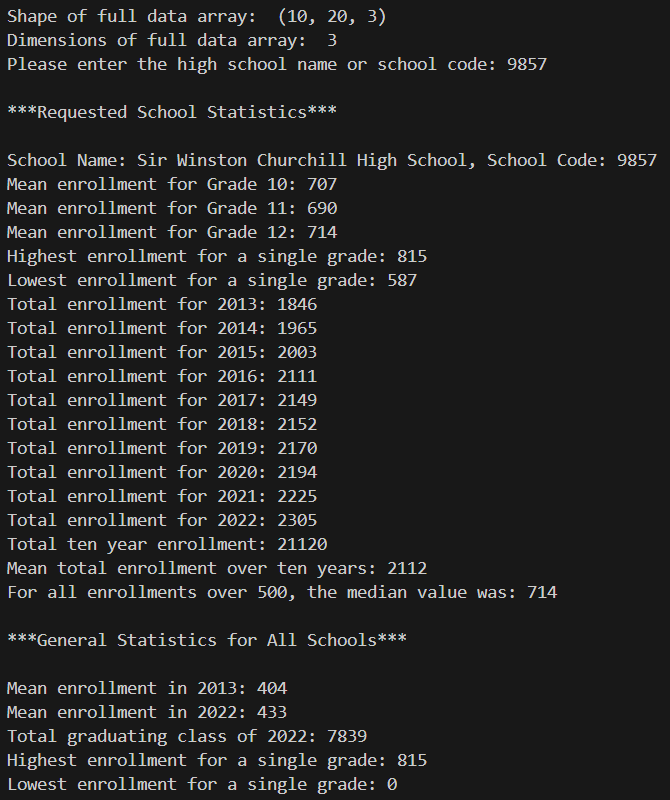 Shape of full data array:  (10, 20, 3)
Dimensions of full data array:  3
Please enter the high school name or school code: 9857
***Requested School Statistics***
School Name: Sir Winston Churchill High School, School Code: 9857
Mean enrollment for Grade 10: 707
Mean enrollment for Grade 11: 690
Mean enrollment for Grade 12: 714
Highest enrollment for a single grade: 815
Lowest enrollment for a single grade: 587
Total enrollment for 2013: 1846
Total enrollment for 2014: 1965
Total enrollment for 2015: 2003
Total enrollment for 2016: 2111
Total enrollment for 2017: 2149
Total enrollment for 2018: 2152
Total enrollment for 2019: 2170
Total enrollment for 2020: 2194
Total enrollment for 2021: 2225
Total enrollment for 2022: 2305
Total ten year enrollment: 21120
Mean total enrollment over ten years: 2112
For all enrollments over 500, the median value was: 714
***General Statistics for All Schools***
Mean enrollment in 2013: 404
Mean enrollment in 2022: 433
Total graduating class of 2022: 7839
Highest enrollment for a single grade: 815
Lowest enrollment for a single grade: 0